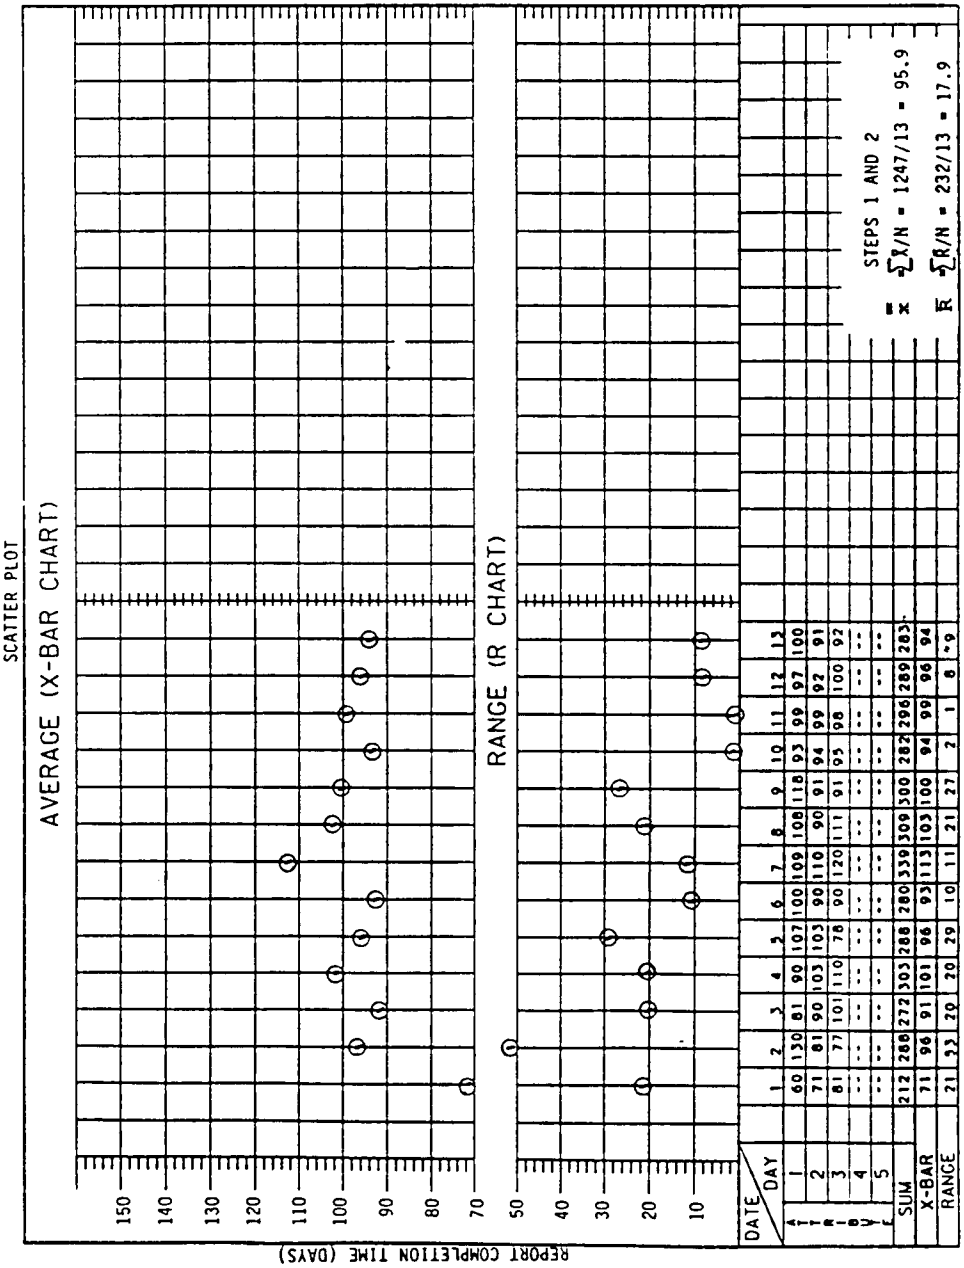 SCATTER PLOT
AVERAGE (X-BAR CHART)
150
140
130
120
110
100
90
80
70
REPORT COMPLETION TIME (DAYS)
RANGE (R CHART)
50
40
30
20
10
DATE DAY 1 2 3 4 5 6 7 8 9 10 11 12 13
ATTRIBUTE
1 60 130 81 90 107 100 109 108 118 93 99 97 100
2 71 81 90 103 103 90 110 90 91 94 99 92 91
3 81 77 101 110 78 90 120 111 91 95 98 100 92
4 -- -- -- -- -- -- -- -- -- -- -- -- --
5 -- -- -- -- -- -- -- -- -- -- -- -- --
SUM 212 288 272 303 288 280 339 309 300 282 296 289 283
X-BAR 71 96 91 101 96 93 113 103 100 94 99 96 94
RANGE 21 53 20 20 29 10 11 21 27 2 1 8 9
STEPS 1 AND 2
x̿ = ∑X̄/N = 1247/13 = 95.9
R̄ = ∑R/N = 232/13 = 17.9